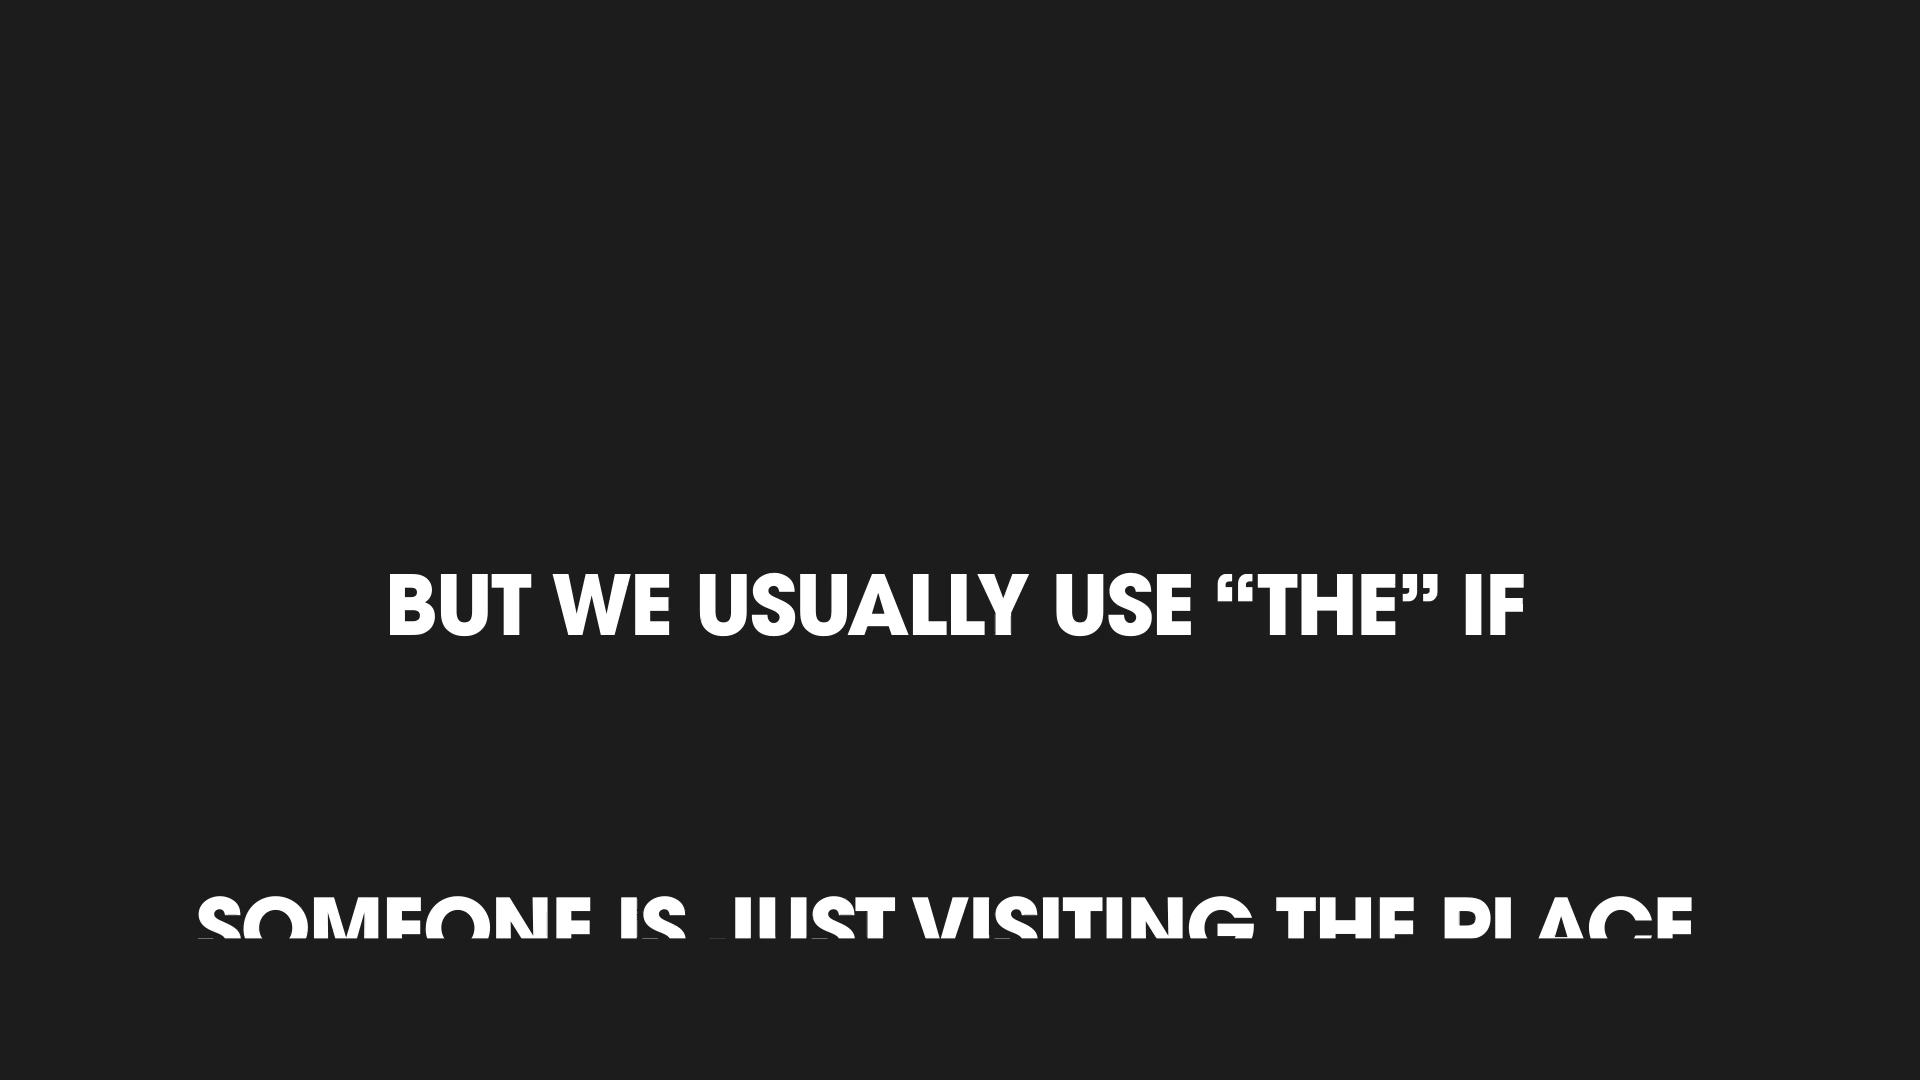 BUT WE USUALLY USE “THE” IF
SOMEONE IS JUST VISITING THE PLACE